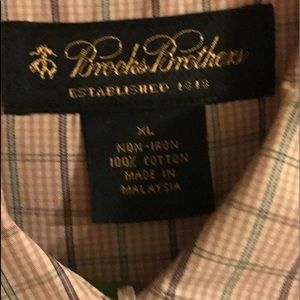 Brooks Brothers
ESTABLISHED 1818
XL
NON-IRON
100% COTTON
MADE IN
MALAYSIA